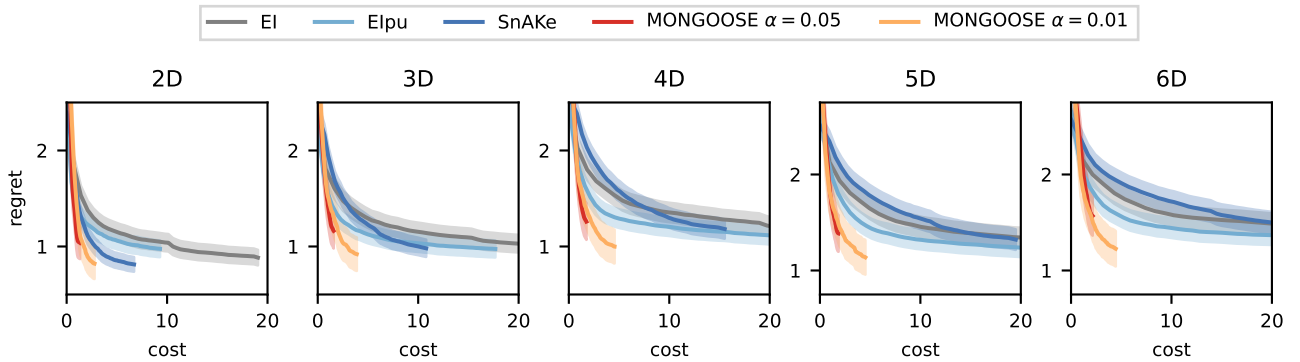 EI EIpu SnAKe MONGOOSE α = 0.05 MONGOOSE α = 0.01
2D 3D 4D 5D 6D
regret
2 2 2 2 2
1 1 1 1 1
0 10 20 0 10 20 0 10 20 0 10 20 0 10 20
cost cost cost cost cost